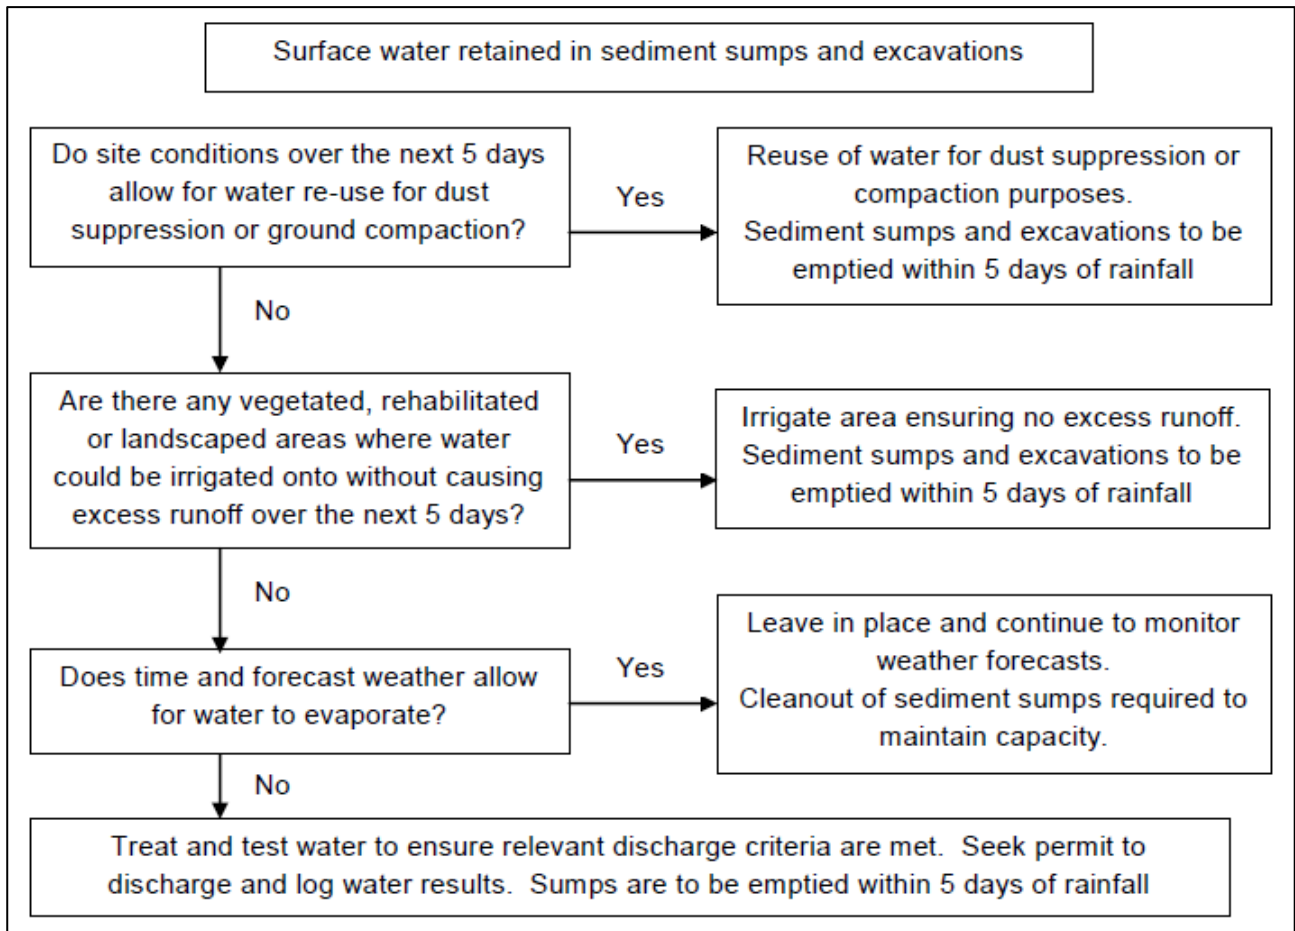 Surface water retained in sediment sumps and excavations
Do site conditions over the next 5 days
allow for water re-use for dust
suppression or ground compaction?
Yes
Reuse of water for dust suppression or
compaction purposes.
Sediment sumps and excavations to be
emptied within 5 days of rainfall
No
Are there any vegetated, rehabilitated
or landscaped areas where water
could be irrigated onto without causing
excess runoff over the next 5 days?
Yes
Irrigate area ensuring no excess runoff.
Sediment sumps and excavations to be
emptied within 5 days of rainfall
No
Does time and forecast weather allow
for water to evaporate?
Yes
Leave in place and continue to monitor
weather forecasts.
Cleanout of sediment sumps required to
maintain capacity.
No
Treat and test water to ensure relevant discharge criteria are met.  Seek permit to
discharge and log water results.  Sumps are to be emptied within 5 days of rainfall